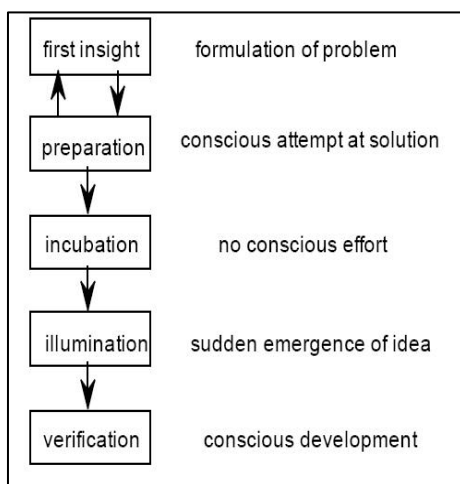 first insight formulation of problem
preparation conscious attempt at solution
incubation no conscious effort
illumination sudden emergence of idea
verification conscious development